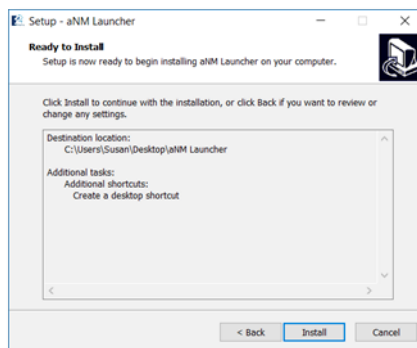 Setup - aNM Launcher
Ready to Install
Setup is now ready to begin installing aNM Launcher on your computer.
Click Install to continue with the installation, or click Back if you want to review or
change any settings.
Destination location:
C:\Users\Susan\Desktop\aNM Launcher
Additional tasks:
Additional shortcuts:
Create a desktop shortcut
< Back
Install
Cancel